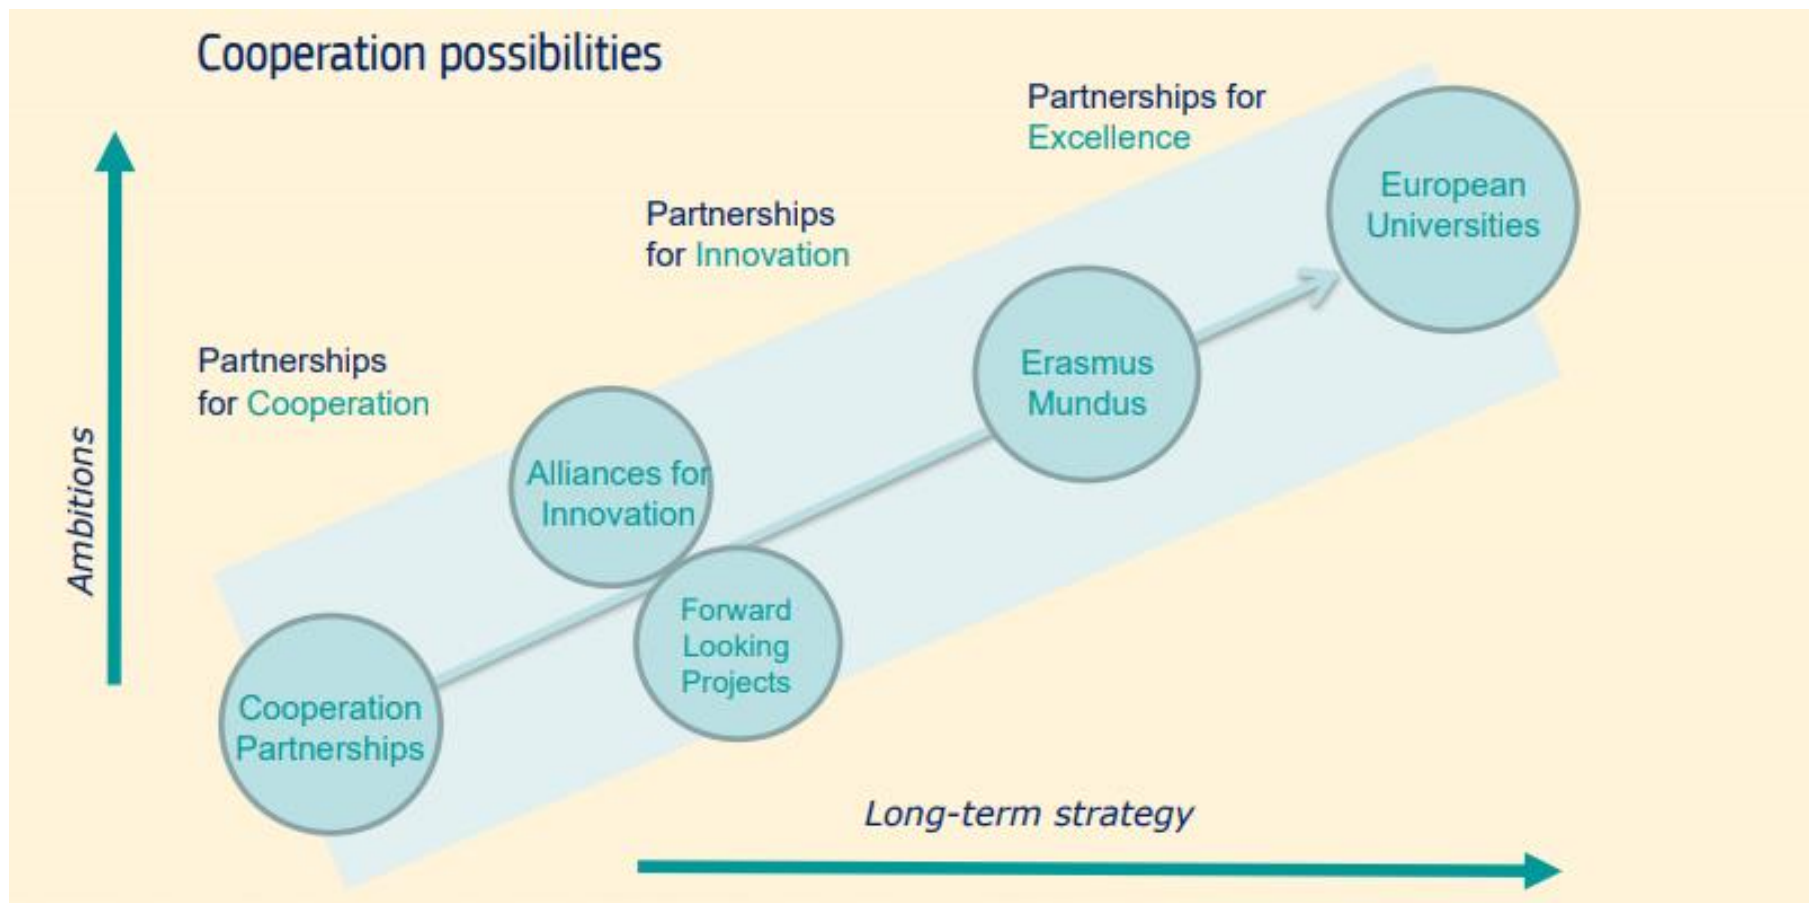 Cooperation possibilities
Partnerships for
Excellence
Partnerships
for Innovation
Partnerships
for Cooperation
European
Universities
Erasmus
Mundus
Alliances for
Innovation
Forward
Looking
Projects
Cooperation
Partnerships
Ambitions
Long-term strategy